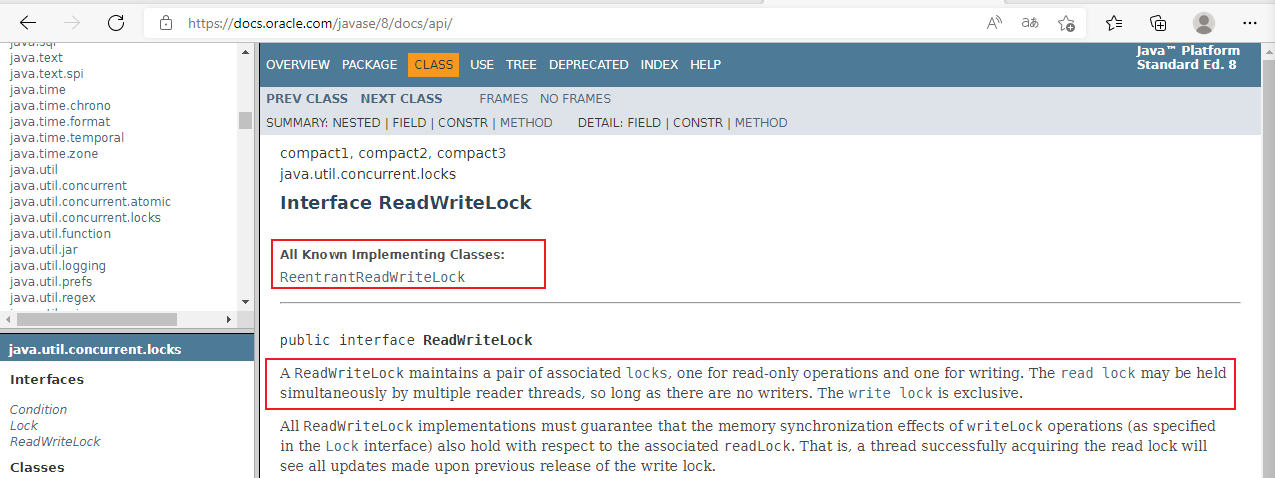 https://docs.oracle.com/javase/8/docs/api/
java.sql
java.text
java.text.spi
java.time
java.time.chrono
java.time.format
java.time.temporal
java.time.zone
java.util
java.util.concurrent
java.util.concurrent.atomic
java.util.concurrent.locks
java.util.function
java.util.jar
java.util.logging
java.util.prefs
java.util.regex
java.util.concurrent.locks
Interfaces
Condition
Lock
ReadWriteLock
Classes
OVERVIEW PACKAGE CLASS USE TREE DEPRECATED INDEX HELP
Java™ Platform
Standard Ed. 8
PREV CLASS NEXT CLASS FRAMES NO FRAMES
SUMMARY: NESTED | FIELD | CONSTR | METHOD DETAIL: FIELD | CONSTR | METHOD
compact1, compact2, compact3
java.util.concurrent.locks
Interface ReadWriteLock
All Known Implementing Classes:
ReentrantReadWriteLock
public interface ReadWriteLock
A ReadWriteLock maintains a pair of associated locks, one for read-only operations and one for writing. The read lock may be held
simultaneously by multiple reader threads, so long as there are no writers. The write lock is exclusive.
All ReadWriteLock implementations must guarantee that the memory synchronization effects of writeLock operations (as specified
in the Lock interface) also hold with respect to the associated readLock. That is, a thread successfully acquiring the read lock will
see all updates made upon previous release of the write lock.